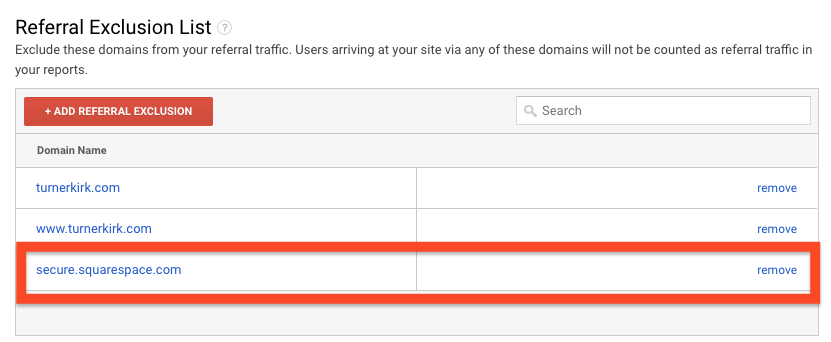 Referral Exclusion List ?
Exclude these domains from your referral traffic. Users arriving at your site via any of these domains will not be counted as referral traffic in
your reports.
+ ADD REFERRAL EXCLUSION Search
Domain Name
turnerkirk.com remove
www.turnerkirk.com remove
secure.squarespace.com remove